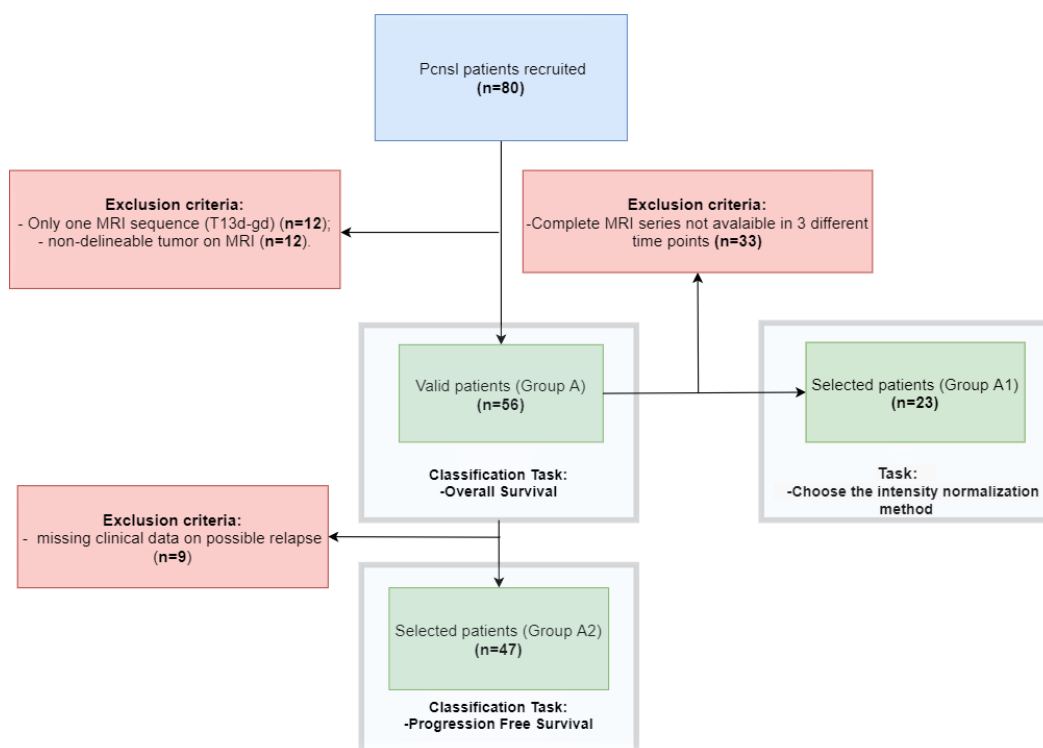 Pcnsl patients recruited
(n=80)
Exclusion criteria:
- Only one MRI sequence (T13d-gd) (n=12);
- non-delineable tumor on MRI (n=12).
Exclusion criteria:
-Complete MRI series not avalaible in 3 different
time points (n=33)
Valid patients (Group A)
(n=56)
Classification Task:
-Overall Survival
Selected patients (Group A1)
(n=23)
Task:
-Choose the intensity normalization
method
Exclusion criteria:
- missing clinical data on possible relapse
(n=9)
Selected patients (Group A2)
(n=47)
Classification Task:
-Progression Free Survival